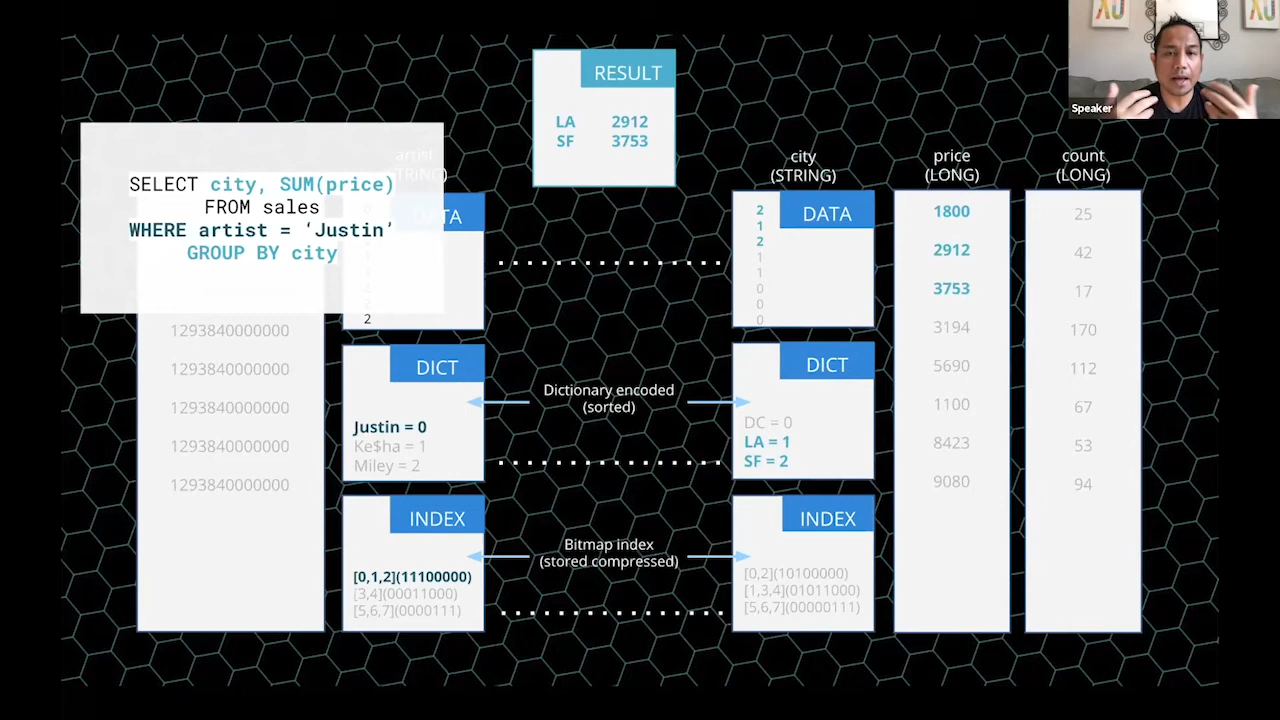 Speaker
RESULT
LA 2912
SF 3753
SELECT city, SUM(price)
FROM sales
WHERE artist = ‘Justin’
GROUP BY city
1293840000000
1293840000000
1293840000000
1293840000000
1293840000000
artist
DATA
2
DICT
Justin = 0
Ke$ha = 1
Miley = 2
INDEX
[0,1,2](11100000)
[3,4](00011000)
[5,6,7](0000111)
Dictionary encoded
(sorted)
Bitmap index
(stored compressed)
city
(STRING)
DATA
2
1
2
1
1
0
0
0
DICT
DC = 0
LA = 1
SF = 2
INDEX
[0,2](10100000)
[1,3,4](01011000)
[5,6,7](00000111)
price
(LONG)
1800
2912
3753
3194
5690
1100
8423
9080
count
(LONG)
25
42
17
170
112
67
53
94